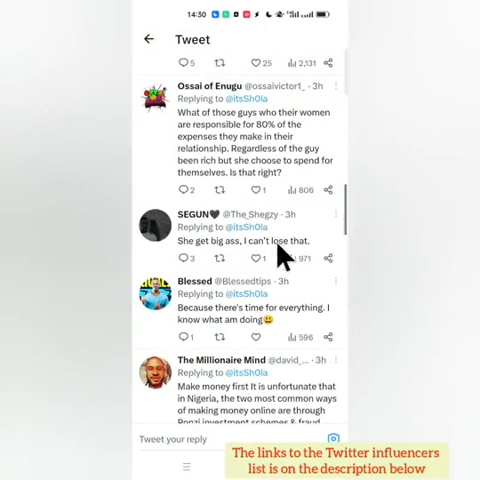 14:30
Tweet
5 25 2,131
Ossai of Enugu @ossaivictor1_ · 3h
Replying to @itsSh0la
What of those guys who their women
are responsible for 80% of the
expenses they make in their
relationship. Regardless of the guy
been rich but she choose to spend for
themselves. Is that right?
2 1 806
SEGUN🖤 @The_Shegzy · 3h
Replying to @itsSh0la
She get big ass, I can't lose that.
3 1 971
Blessed @Blessedtips · 3h
Replying to @itsSh0la
Because there's time for everything. I
know what am doing😃
1 596
The Millionaire Mind @david_... · 3h
Replying to @itsSh0la
Make money first It is unfortunate that
in Nigeria, the two most common ways
of making money online are through
Ponzi investment schemes & fraud
Tweet your reply
The links to the Twitter influencers
list is on the description below